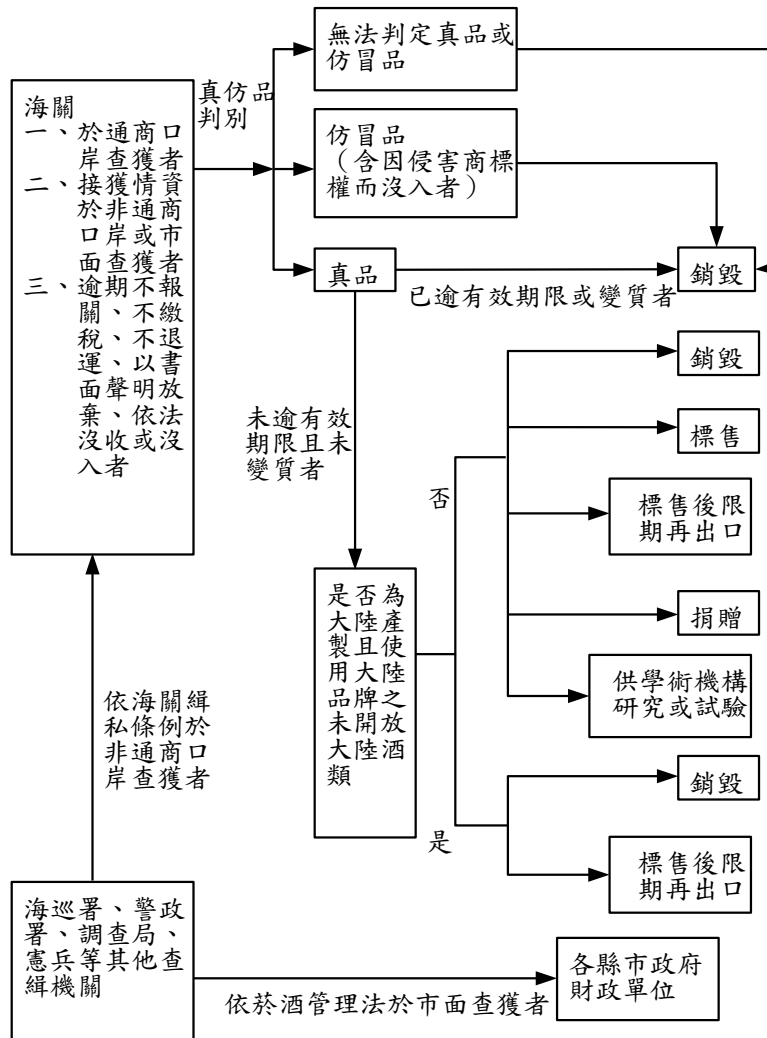 無法判定真品或
仿冒品
真仿品
判別
海關
一、於通商口
岸查獲者
二、接獲情資
於非通商
口岸或市
面查獲者
三、逾期不報
關、不繳
稅、不退
運、以書
面聲明放
棄、依法
沒收或沒
入者
仿冒品
（含因侵害商標
權而沒入者）
真品
已逾有效期限或變質者
銷毀
未逾有效
期限且未
變質者
否
銷毀
標售
標售後限
期再出口
捐贈
供學術機構
研究或試驗
是否為
大陸產
製且使
用大陸
品牌之
未開放
大陸酒
類
是
銷毀
標售後限
期再出口
依海關緝
私條例於
非通商口
岸查獲者
海巡署、警政
署、調查局、
憲兵等其他查
緝機關
依菸酒管理法於市面查獲者
各縣市政府
財政單位